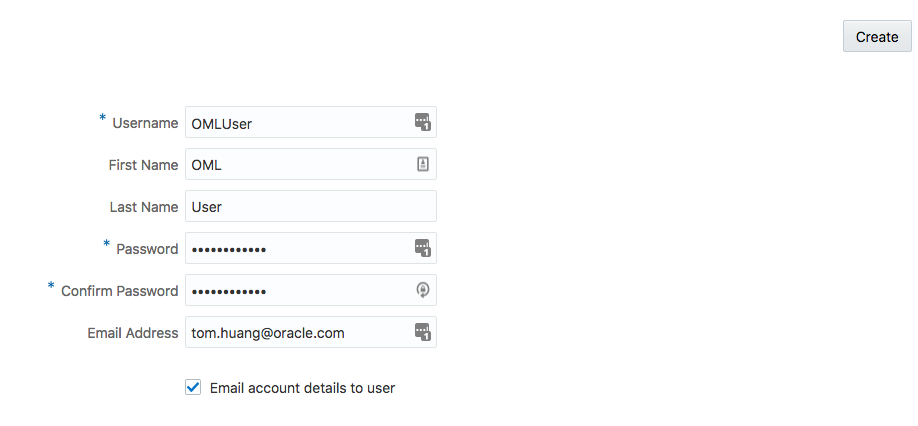 Create
* Username OMLUser
First Name OML
Last Name User
* Password ••••••••••••
* Confirm Password ••••••••••••
Email Address tom.huang@oracle.com
Email account details to user